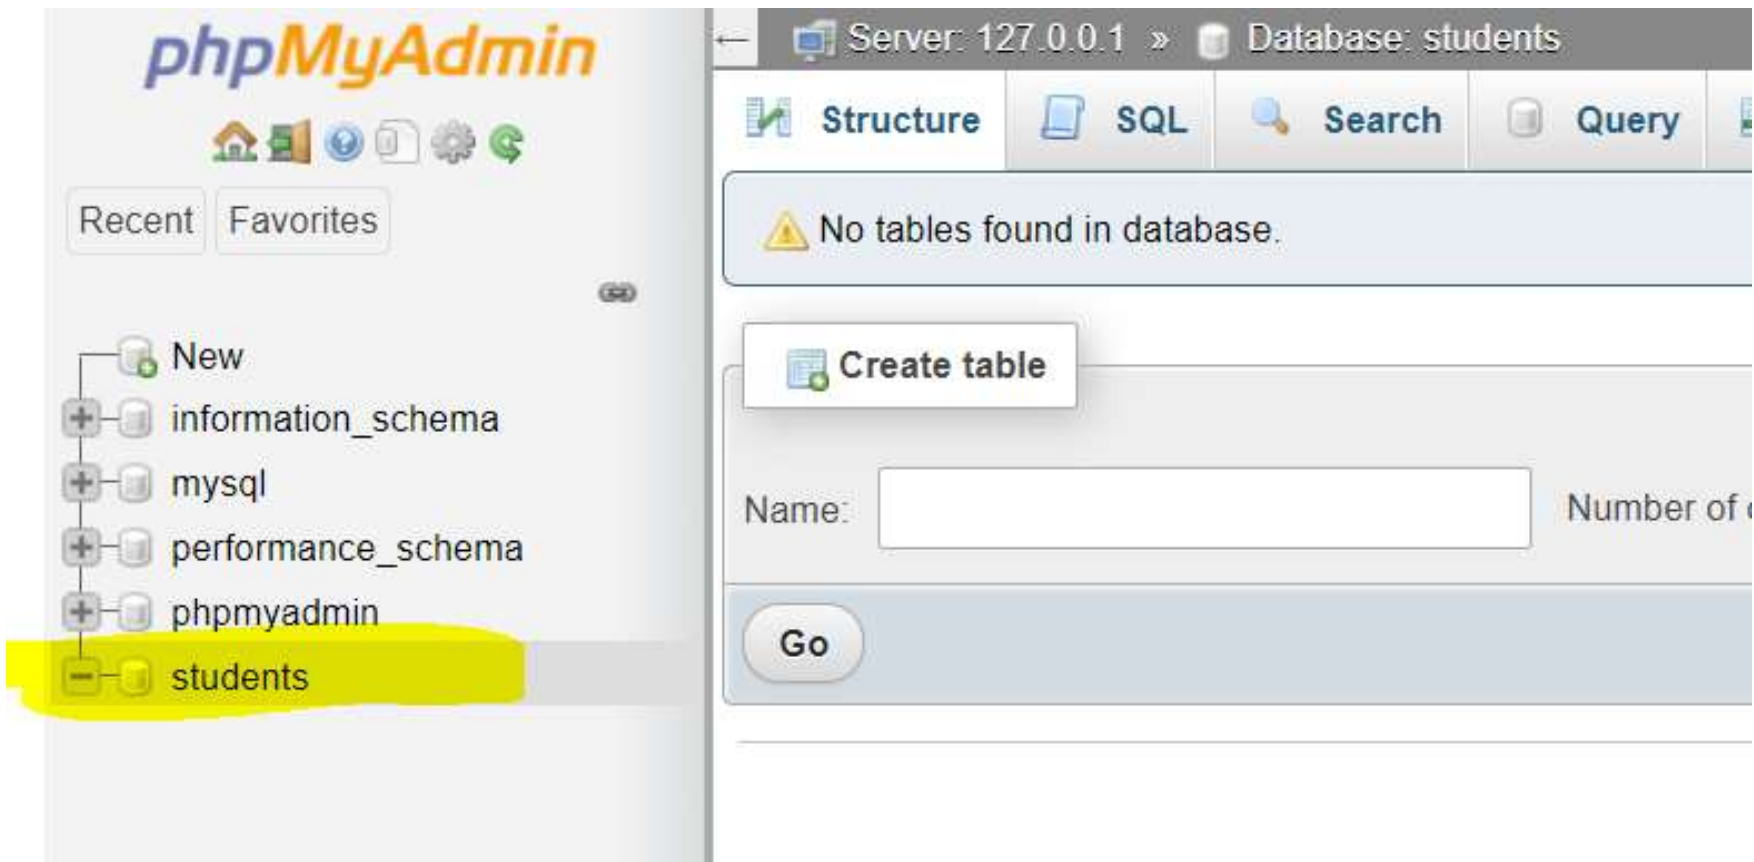 phpMyAdmin
Recent Favorites
New
information_schema
mysql
performance_schema
phpmyadmin
students
← Server: 127.0.0.1 » Database: students
Structure SQL Search Query
No tables found in database.
Create table
Name: Number of
Go